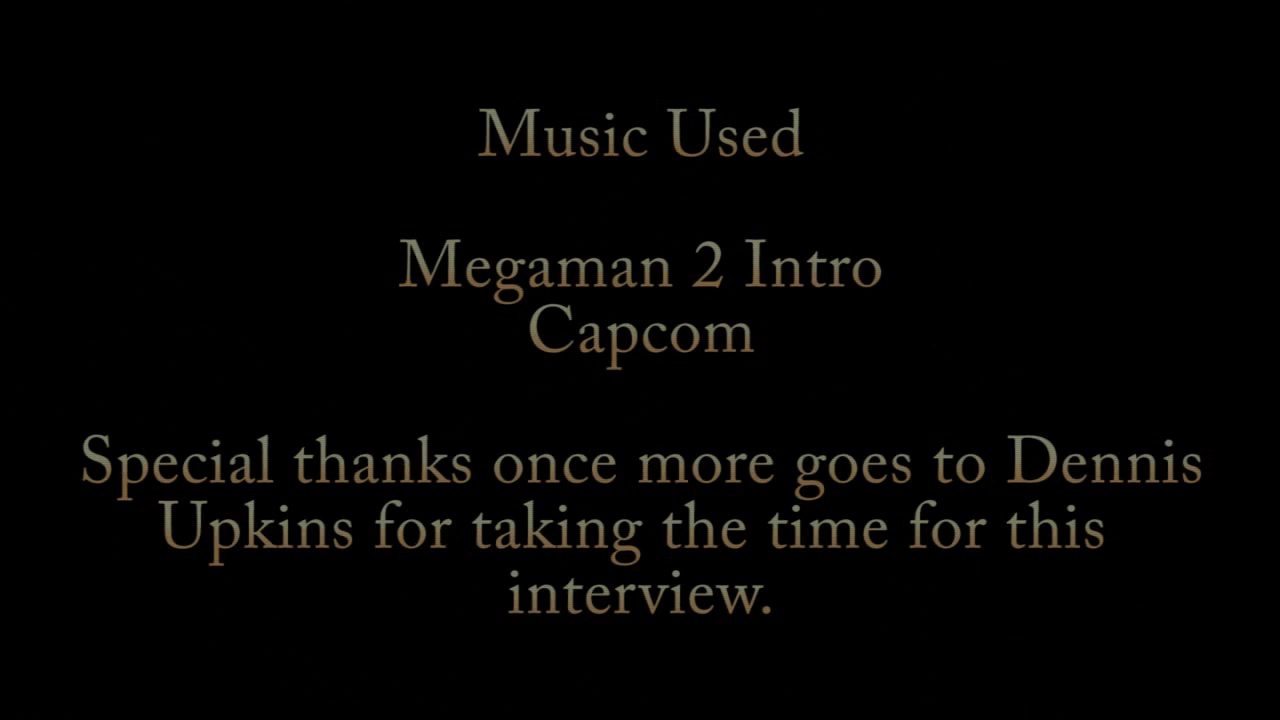 Music Used
Megaman 2 Intro
Capcom
Special thanks once more goes to Dennis
Upkins for taking the time for this
interview.